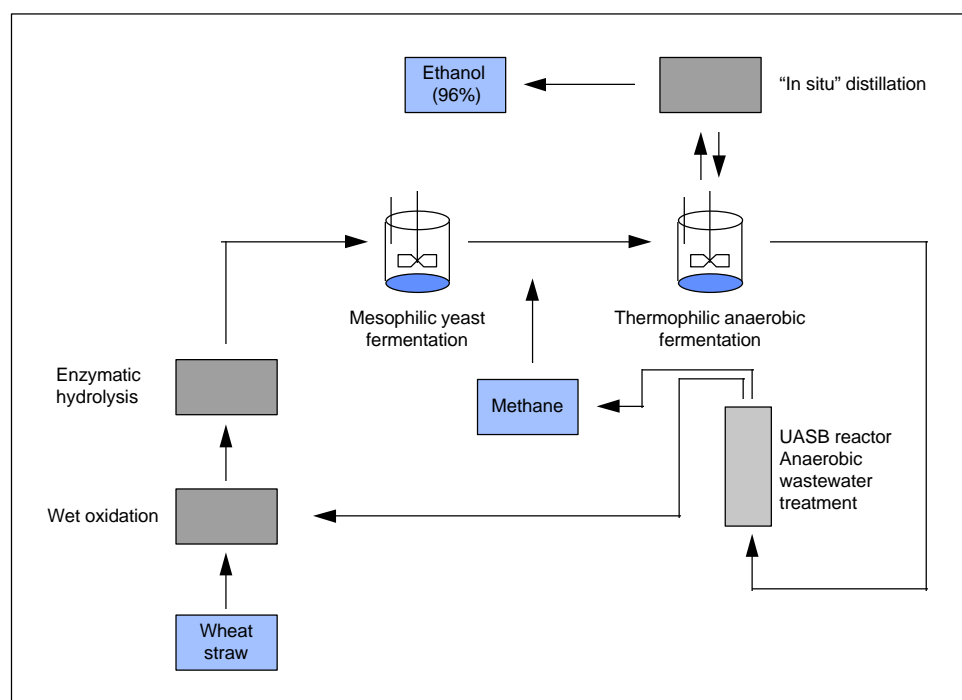 Ethanol
(96%)
“In situ” distillation
Mesophilic yeast
fermentation
Thermophilic anaerobic
fermentation
Enzymatic
hydrolysis
Methane
UASB reactor
Anaerobic
wastewater
treatment
Wet oxidation
Wheat
straw